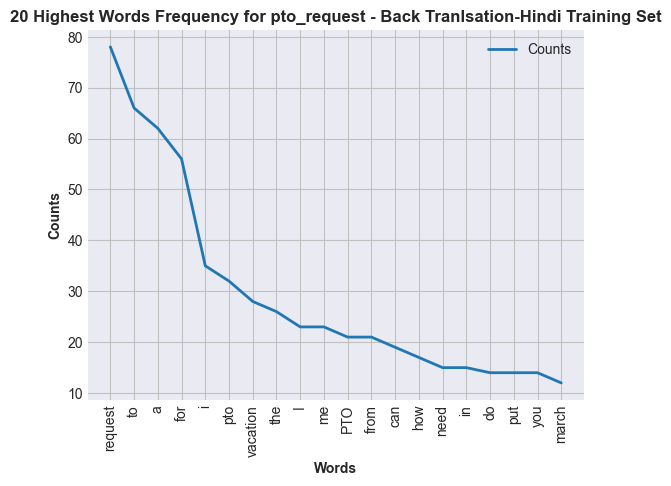 20 Highest Words Frequency for pto_request - Back Tranlsation-Hindi Training Set
Counts
80
70
60
50
40
30
20
10
Counts
request
to
a
for
i
pto
vacation
the
I
me
PTO
from
can
how
need
in
do
put
you
march
Words